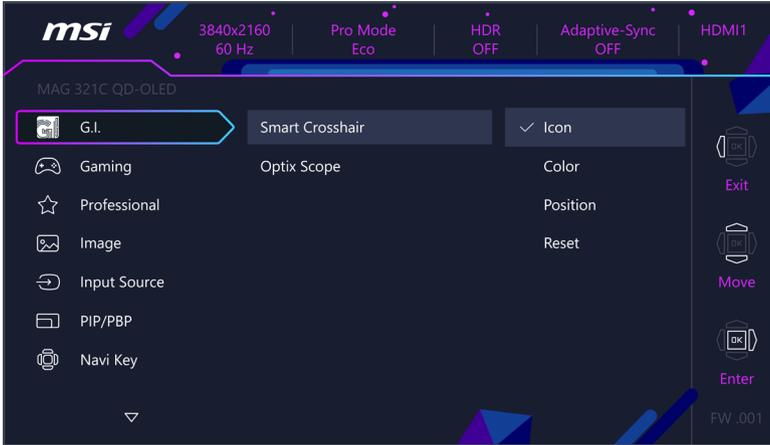 msi
3840x2160 Pro Mode HDR Adaptive-Sync HDMI1
60 Hz Eco OFF OFF
MAG 321C QD-OLED
G.I. Smart Crosshair Icon
Gaming Optix Scope Color
Professional Position
Image Reset
Input Source
PIP/PBP
Navi Key
OK
Exit
OK
Move
OK
Enter
FW .001